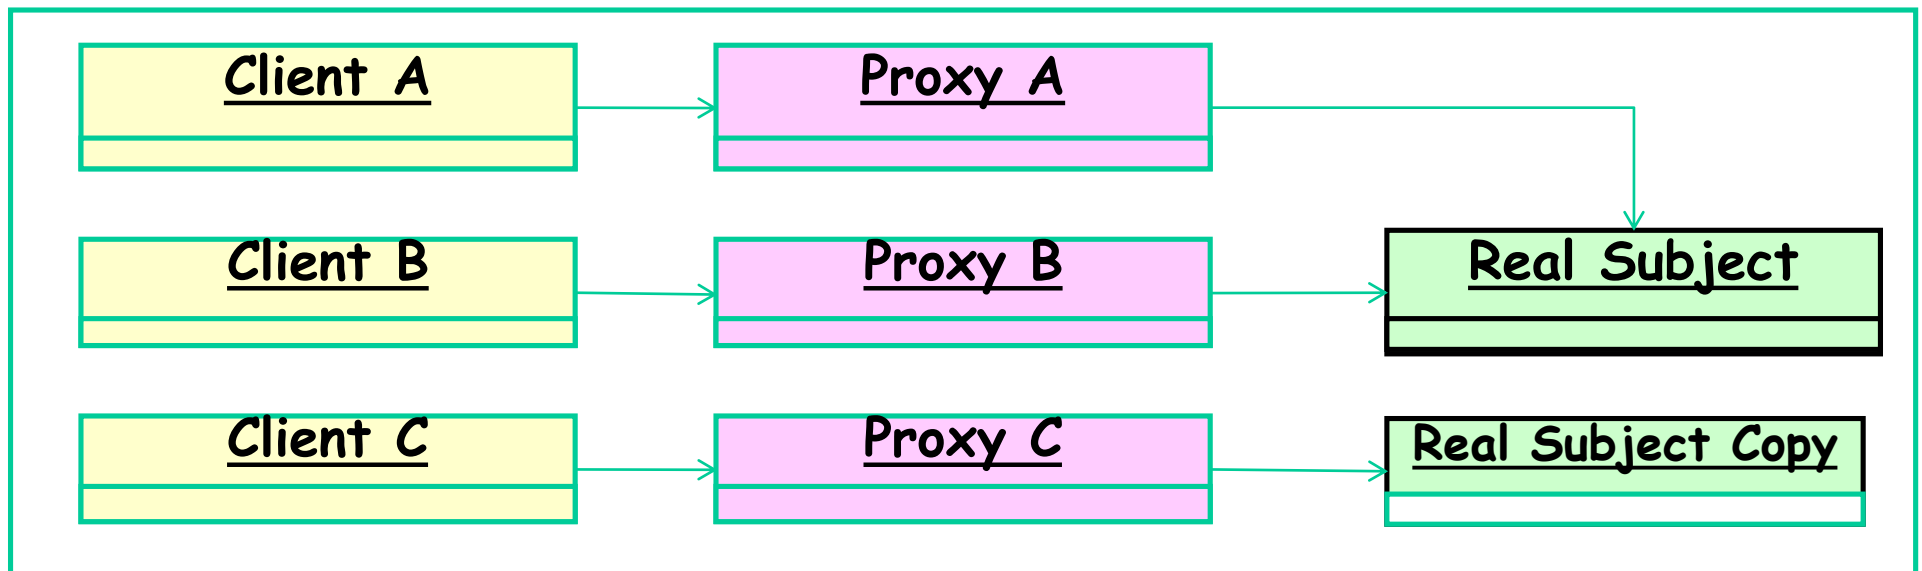 Client A
Proxy A
Client B
Proxy B
Real Subject
Client C
Proxy C
Real Subject Copy